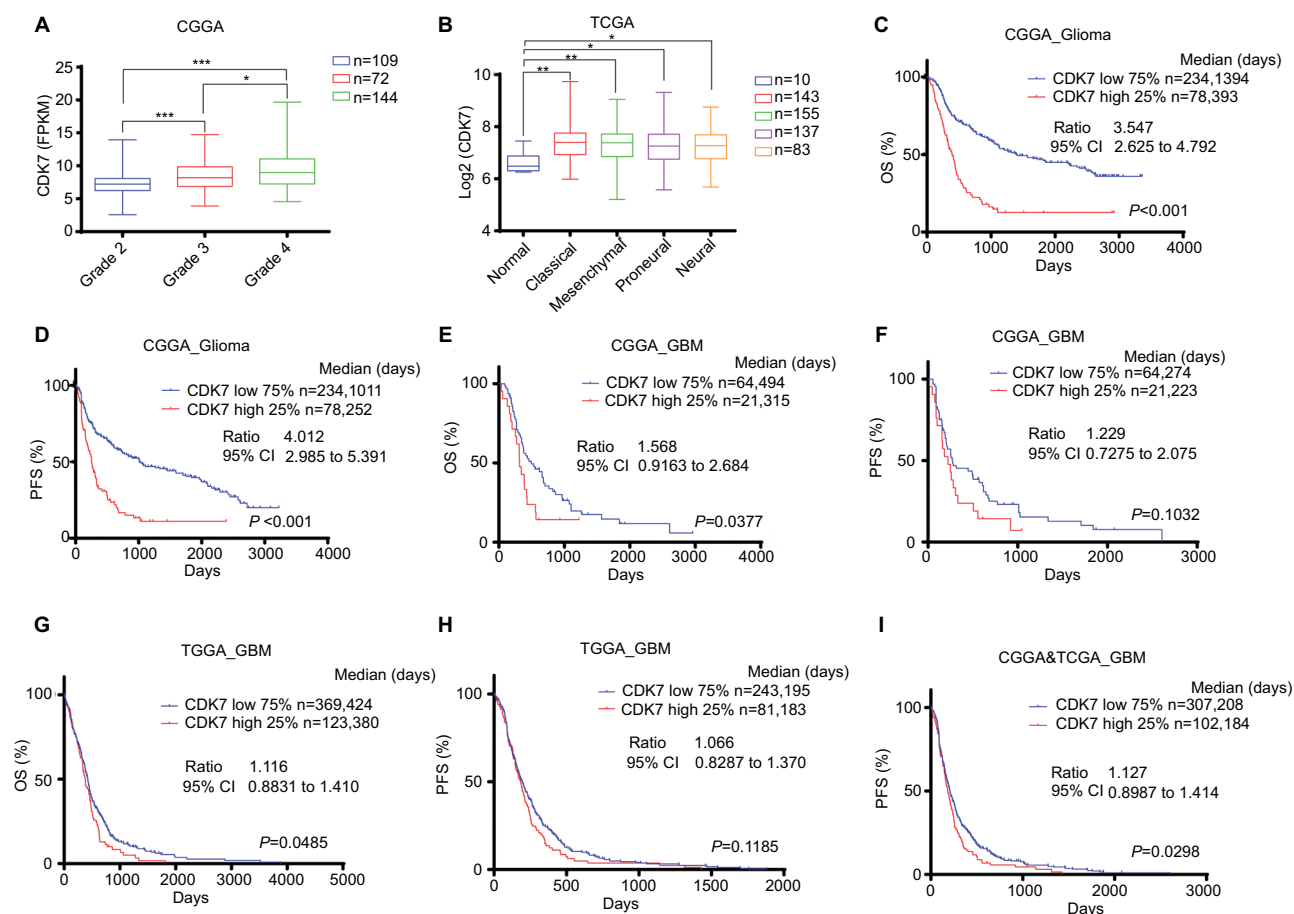 A
CGGA
CDK7 (FPKM)
25
20
15
10
5
0
***
*
***
n=109
n=72
n=144
Grade 2
Grade 3
Grade 4
B
TCGA
Log2 (CDK7)
10
8
6
4
*
*
**
**
n=10
n=143
n=155
n=137
n=83
Normal
Classical
Mesenchymaf
Proneural
Neural
C
CGGA_Glioma
Median (days)
CDK7 low 75% n=234,1394
CDK7 high 25% n=78,393
Ratio 3.547
95% CI 2.625 to 4.792
P<0.001
OS (%)
100
50
0
0 1000 2000 3000 4000
Days
D
CGGA_Glioma
Median (days)
CDK7 low 75% n=234,1011
CDK7 high 25% n=78,252
Ratio 4.012
95% CI 2.985 to 5.391
P <0.001
PFS (%)
100
50
0
0 1000 2000 3000 4000
Days
E
CGGA_GBM
Median (days)
CDK7 low 75% n=64,494
CDK7 high 25% n=21,315
Ratio 1.568
95% CI 0.9163 to 2.684
P=0.0377
OS (%)
100
50
0
0 1000 2000 3000 4000
Days
F
CGGA_GBM
Median (days)
CDK7 low 75% n=64,274
CDK7 high 25% n=21,223
Ratio 1.229
95% CI 0.7275 to 2.075
P=0.1032
PFS (%)
100
50
0
0 1000 2000 3000
Days
G
TGGA_GBM
Median (days)
CDK7 low 75% n=369,424
CDK7 high 25% n=123,380
Ratio 1.116
95% CI 0.8831 to 1.410
P=0.0485
OS (%)
100
50
0
0 1000 2000 3000 4000 5000
Days
H
TGGA_GBM
Median (days)
CDK7 low 75% n=243,195
CDK7 high 25% n=81,183
Ratio 1.066
95% CI 0.8287 to 1.370
P=0.1185
PFS (%)
100
50
0
0 500 1000 1500 2000
Days
I
CGGA&TCGA_GBM
Median (days)
CDK7 low 75% n=307,208
CDK7 high 25% n=102,184
Ratio 1.127
95% CI 0.8987 to 1.414
P=0.0298
PFS (%)
100
50
0
0 1000 2000 3000
Days